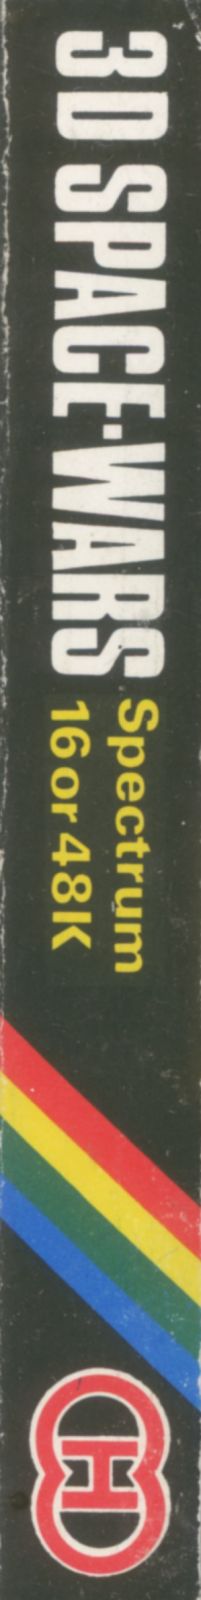 3D SPACE-WARS
Spectrum
16 or 48K